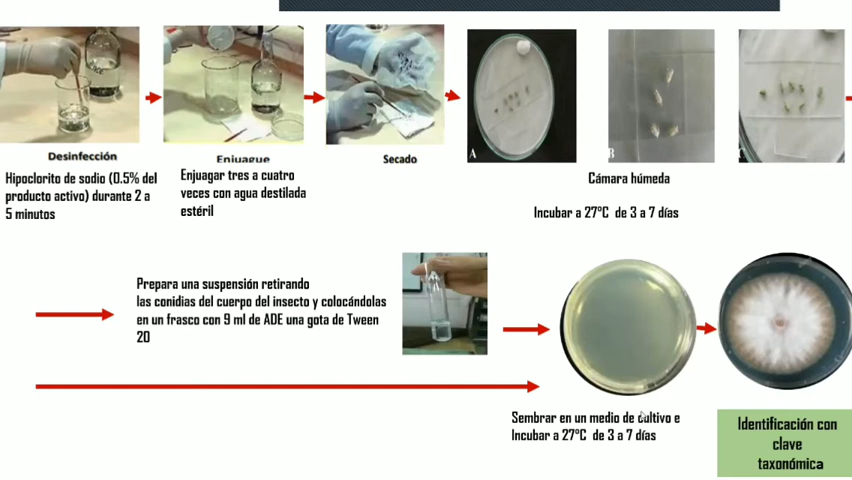 Desinfección
Enjuague
Secado
Hipoclorito de sodio (0.5% del
producto activo) durante 2 a
5 minutos
Enjuagar tres a cuatro
veces con agua destilada
estéril
A
B
C
Cámara húmeda
Incubar a 27°C de 3 a 7 días
Prepara una suspensión retirando
las conidias del cuerpo del insecto y colocándolas
en un frasco con 9 ml de ADE una gota de Tween
20
Sembrar en un medio de cultivo e
Incubar a 27°C de 3 a 7 días
Identificación con
clave
taxonómica